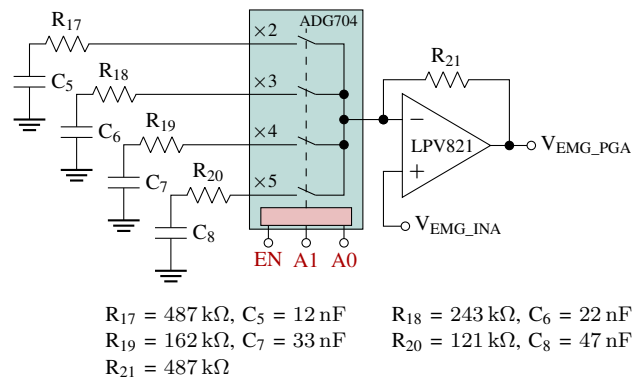 ADG704
R17
×2
C5
R18
×3
C6
R19
×4
C7
R20
×5
C8
R21
−
+
LPV821
VEMG_PGA
VEMG_INA
EN A1 A0
R17 = 487 kΩ, C5 = 12 nF R18 = 243 kΩ, C6 = 22 nF
R19 = 162 kΩ, C7 = 33 nF R20 = 121 kΩ, C8 = 47 nF
R21 = 487 kΩ